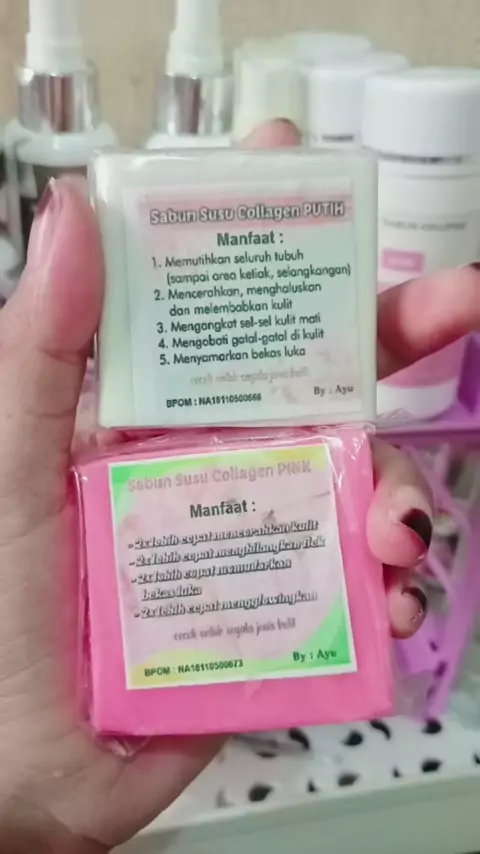 Sabun Susu Collagen PUTIH
Manfaat :
1. Memutihkan seluruh tubuh
(sampai area ketiak, selangkangan)
2. Mencerahkan, menghaluskan
dan melembabkan kulit
3. Mengangkat sel-sel kulit mati
4. Mengobati gatal-gatal di kulit
5. Menyamarkan bekas luka
cocok untuk segala jenis kulit
BPOM : NA18110500666
By : Ayu
Sabun Susu Collagen PINK
Manfaat :
-2x lebih cepat mencerahkan kulit
-2x lebih cepat menghilangkan flek
-2x lebih cepat memudarkan
bekas luka
-2x lebih cepat mengglowingkan
cocok untuk segala jenis kulit
BPOM : NA18110500673
By : Ayu